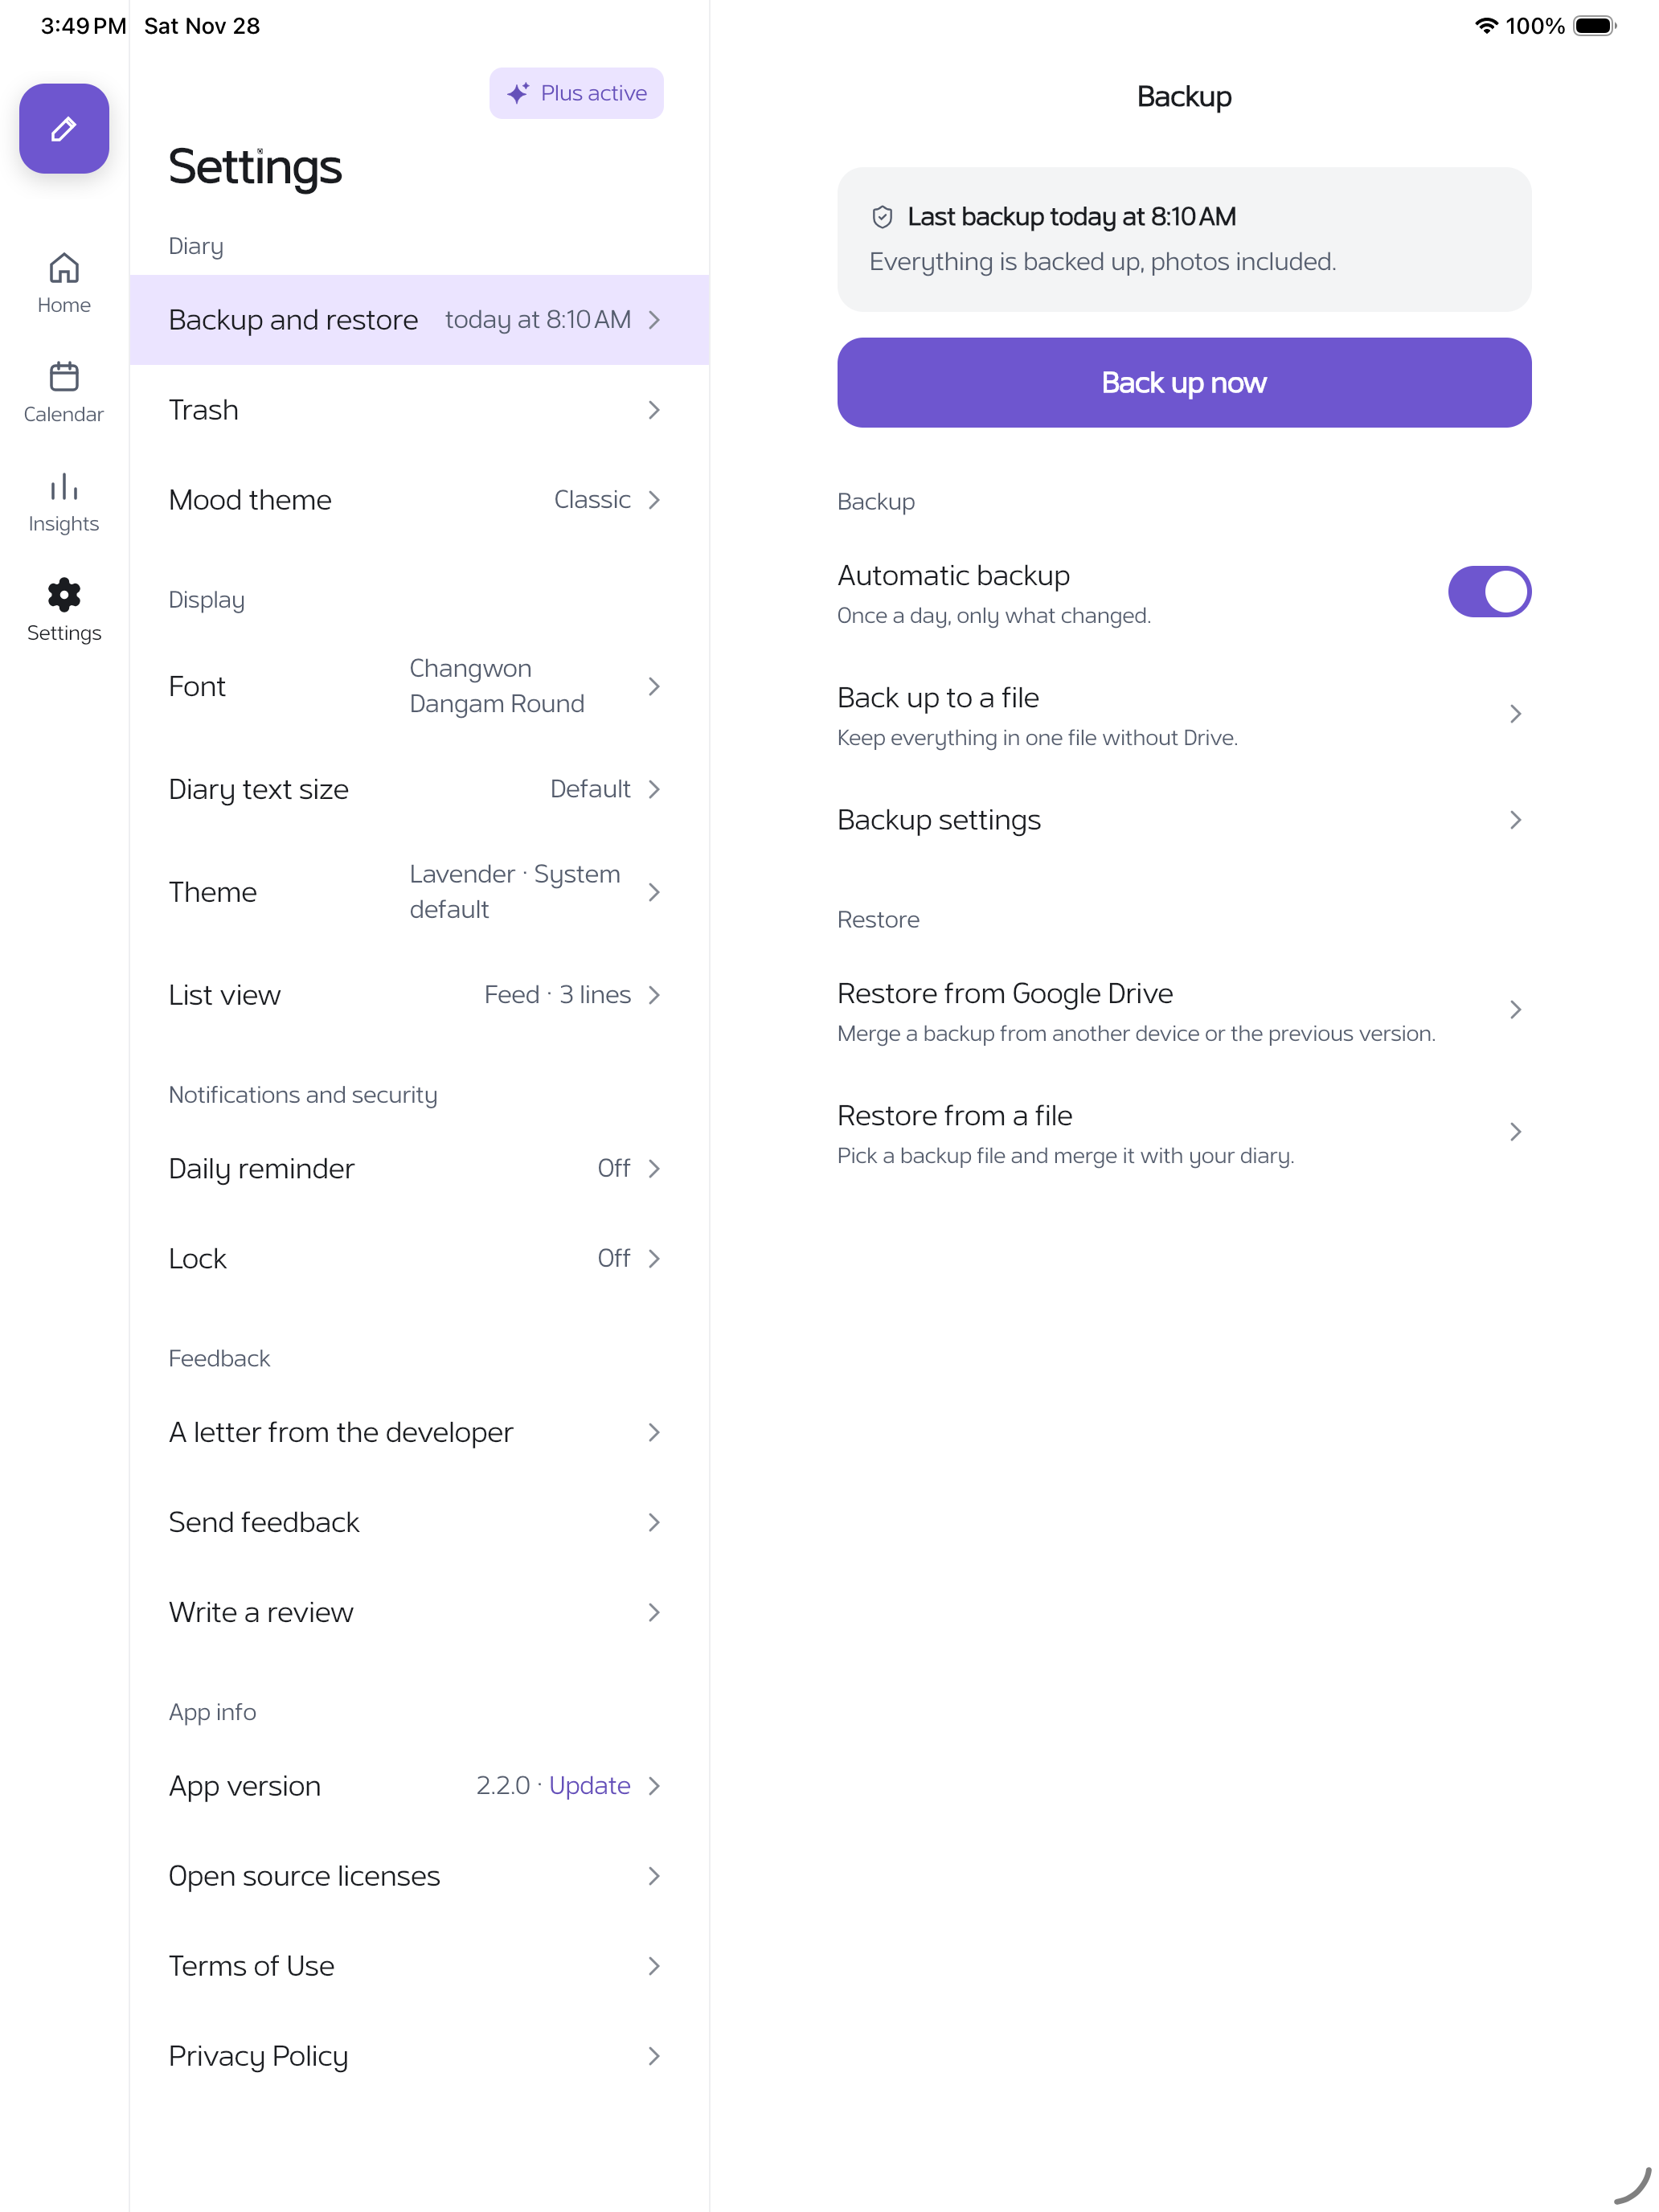 3:49 PM Sat Nov 28
100%
Plus active
Settings
Home
Calendar
Insights
Settings
Diary
Backup and restore today at 8:10 AM
Trash
Mood theme Classic
Display
Font Changwon
Dangam Round
Diary text size Default
Theme Lavender · System
default
List view Feed · 3 lines
Notifications and security
Daily reminder Off
Lock Off
Feedback
A letter from the developer
Send feedback
Write a review
App info
App version 2.2.0 · Update
Open source licenses
Terms of Use
Privacy Policy
Backup
Last backup today at 8:10 AM
Everything is backed up, photos included.
Back up now
Backup
Automatic backup
Once a day, only what changed.
Back up to a file
Keep everything in one file without Drive.
Backup settings
Restore
Restore from Google Drive
Merge a backup from another device or the previous version.
Restore from a file
Pick a backup file and merge it with your diary.